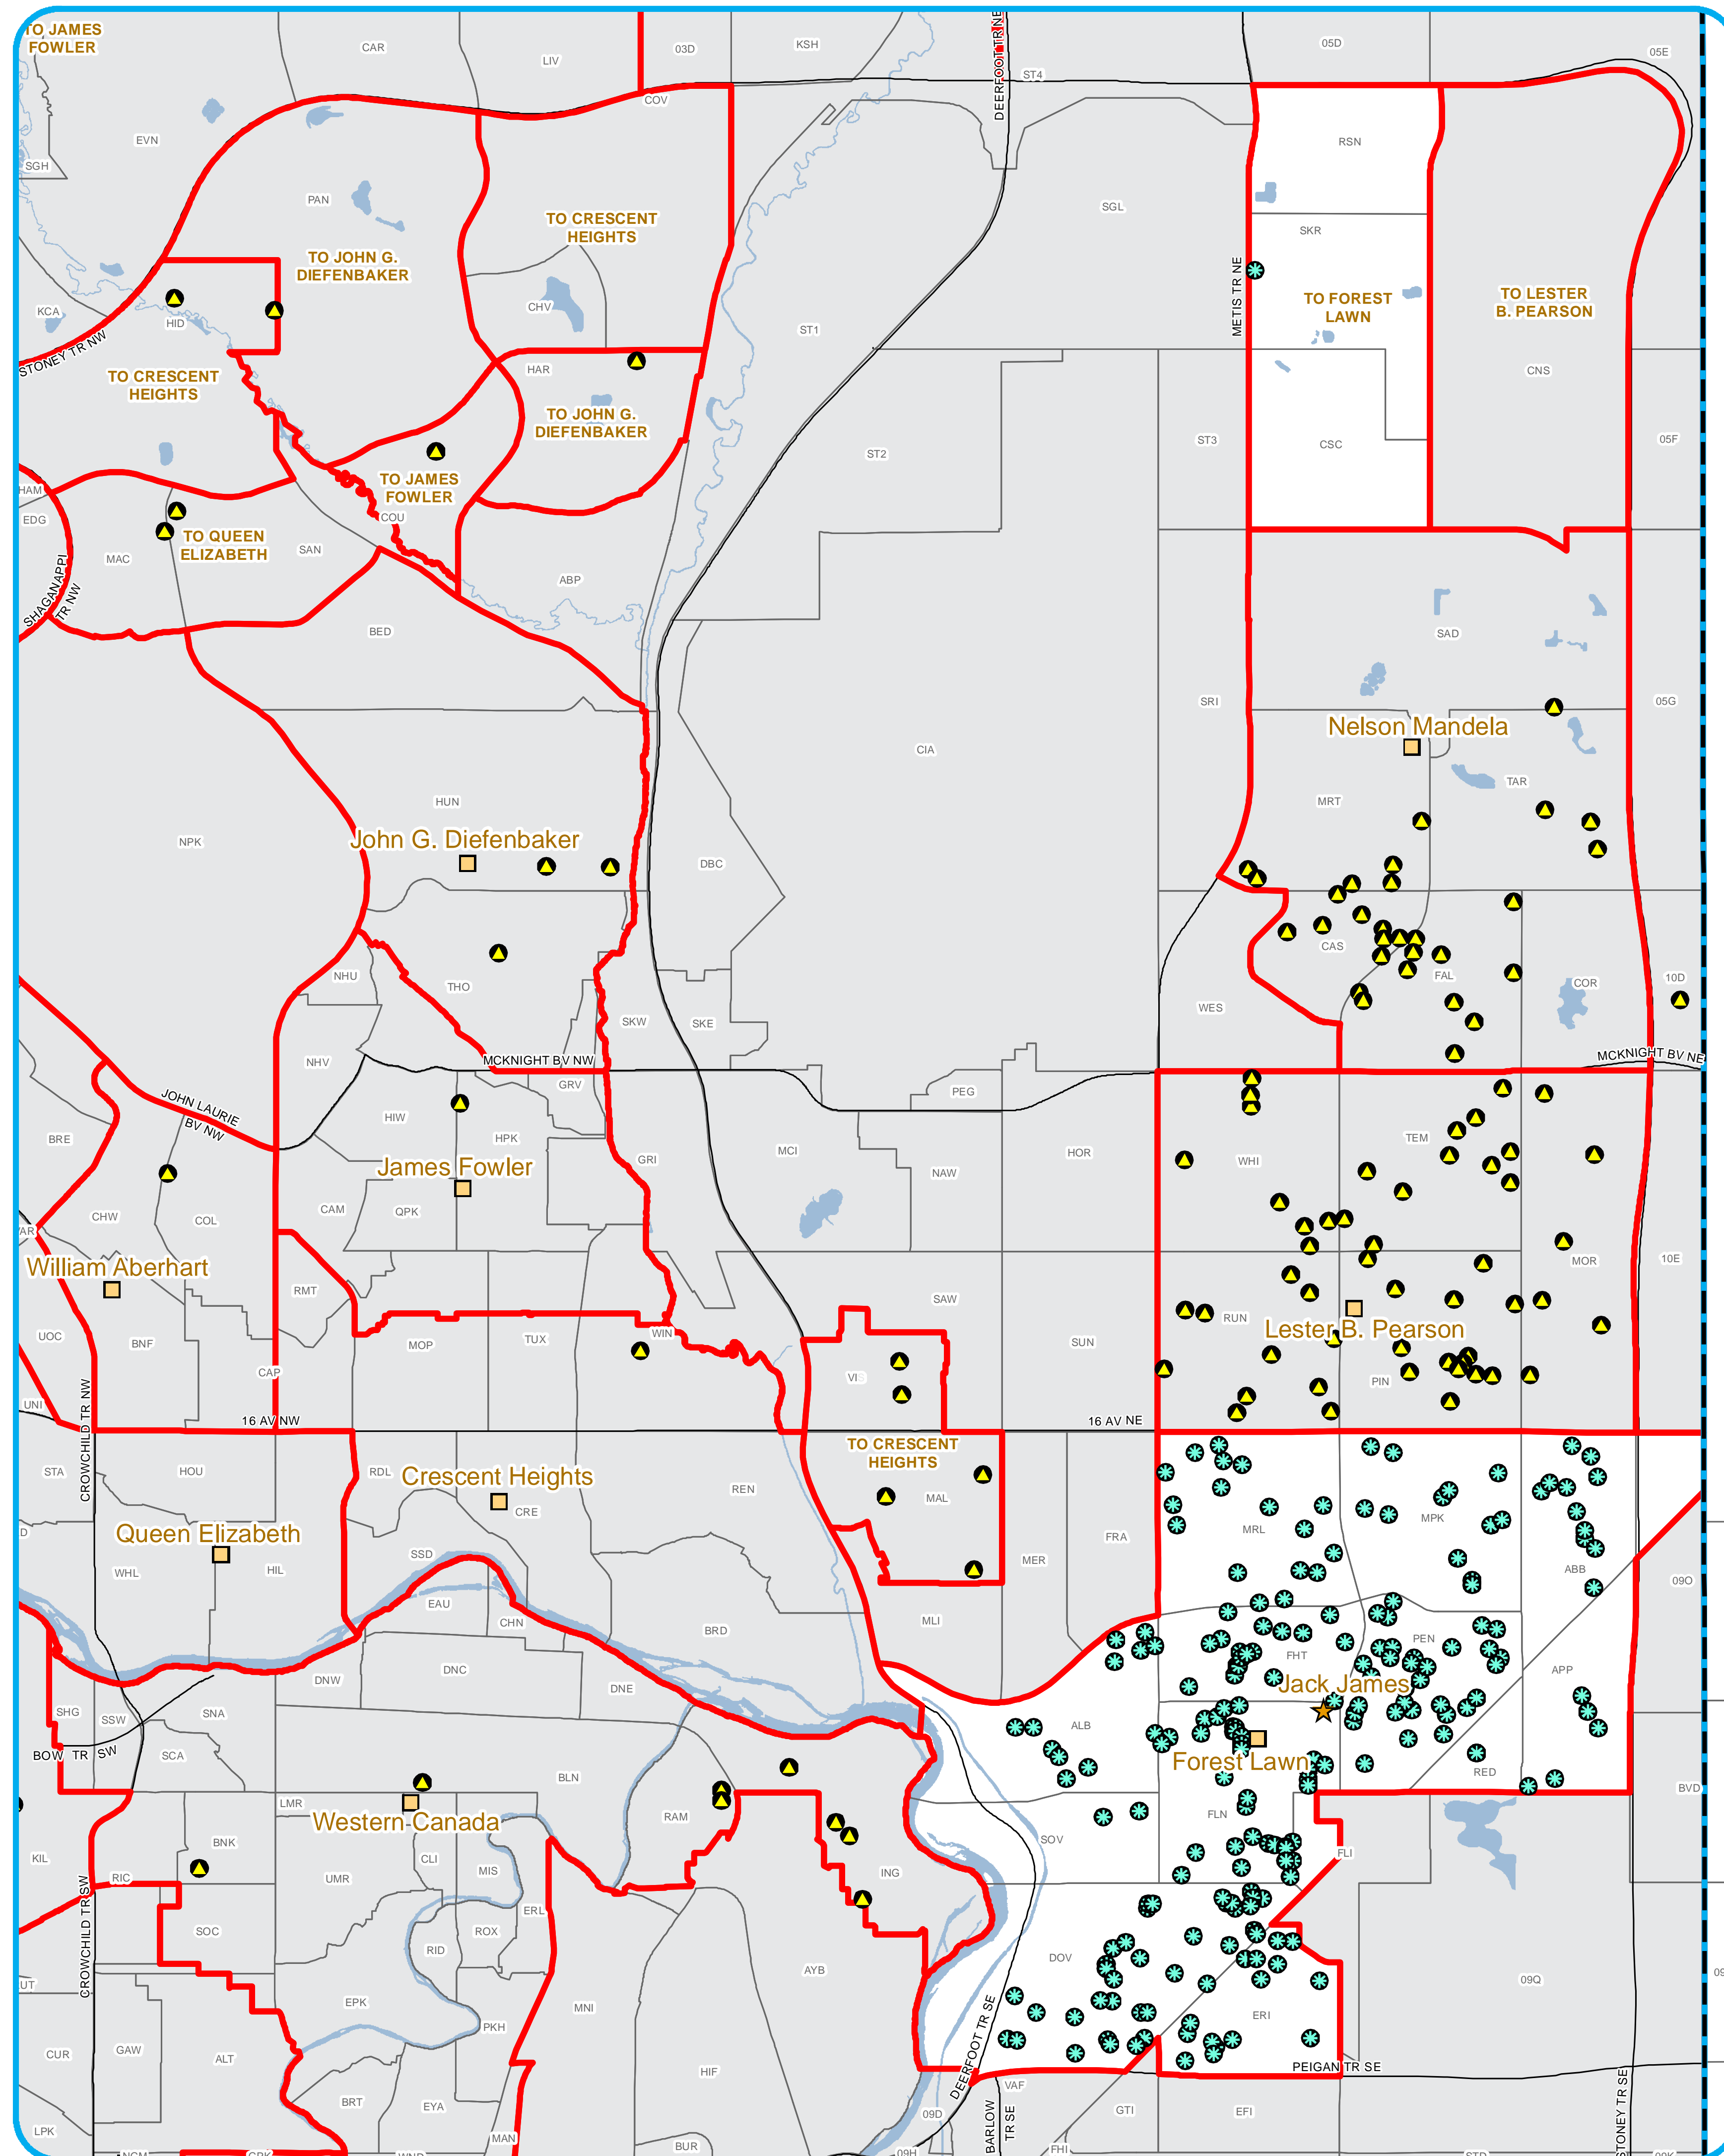 TO JAMES
FOWLER
CAR
LIV
03D
KSH
DEERFOOT TR NE
ST4
05D
05E
COV
EVN
SGH
RSN
PAN
SGL
TO CRESCENT
HEIGHTS
SKR
TO JOHN G.
DIEFENBAKER
METIS TR NE
TO FOREST
LAWN
TO LESTER
B. PEARSON
KCA
HID
CHV
ST1
STONEY TR NW
HAR
CNS
TO CRESCENT
HEIGHTS
TO JOHN G.
DIEFENBAKER
ST3
CSC
05F
ST2
TO JAMES
FOWLER
HAM
EDG
COU
TO QUEEN
ELIZABETH
SAN
MAC
SHAGANAPPI
TR NW
ABP
BED
SAD
SRI
05G
Nelson Mandela
CIA
TAR
HUN
MRT
NPK
John G. Diefenbaker
DBC
CAS
NHU
THO
FAL
COR
10D
WES
SKW
SKE
NHV
MCKNIGHT BV NW
MCKNIGHT BV NE
GRV
PEG
JOHN LAURIE
BV NW
HIW
BRE
HPK
TEM
MCI
HOR
GRI
NAW
WHI
James Fowler
CHW
COL
CAM
QPK
VAR
William Aberhart
MOR
10E
RMT
SAW
RUN
UOC
BNF
MOP
TUX
WIN
Lester B. Pearson
SUN
CAP
VIS
PIN
UNI
CROWCHILD TR NW
16 AV NW
16 AV NE
TO CRESCENT
HEIGHTS
STA
HOU
RDL
Crescent Heights
REN
MAL
CRE
MPK
Queen Elizabeth
MRL
FRA
SSD
MER
WHL
HIL
ABB
09O
EAU
CHN
MLI
BRD
PEN
FHT
DNC
APP
DNW
DNE
Jack James
SHG
SSW
SNA
ALB
BOW TR SW
SCA
Forest Lawn
BLN
RED
BVD
LMR
Western Canada
RAM
FLN
BNK
SOV
KIL
CLI
FLI
RIC
UMR
MIS
ING
CROWCHILD TR SW
ERL
SOC
ROX
RID
DOV
AYB
09Q
UT
EPK
MNI
ERI
PKH
DEERFOOT TR SE
CUR
GAW
ALT
PEIGAN TR SE
HIF
VAF
BRT
EYA
09D
GTI
EFI
BARLOW
TR SE
STONEY TR SE
LPK
MAN
BUR
09H
FHI